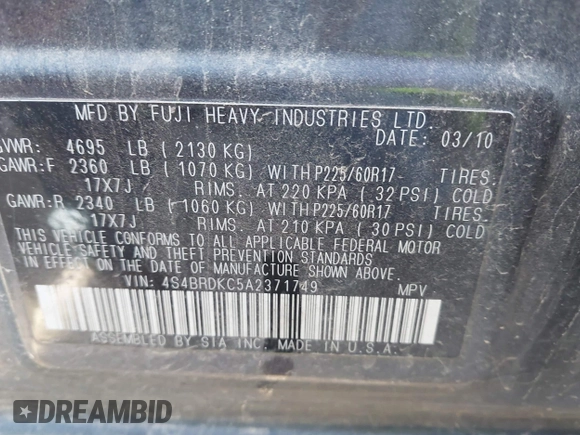 MFD BY FUJI HEAVY INDUSTRIES LTD.
DATE: 03/10
GVWR: 4695 LB (2130 KG)
GAWR:F 2360 LB (1070 KG) WITH P225/60R17 TIRES.
17X7J RIMS. AT 220 KPA (32 PSI) COLD
GAWR:R 2340 LB (1060 KG) WITH P225/60R17 TIRES.
17X7J RIMS. AT 210 KPA (30 PSI) COLD
THIS VEHICLE CONFORMS TO ALL APPLICABLE FEDERAL MOTOR
VEHICLE SAFETY AND THEFT PREVENTION STANDARDS
IN EFFECT ON THE DATE OF MANUFACTURE SHOWN ABOVE.
VIN: 4S4BRDKC5A2371749 MPV
ASSEMBLED BY SIA INC. MADE IN U.S.A.
DREAMBID